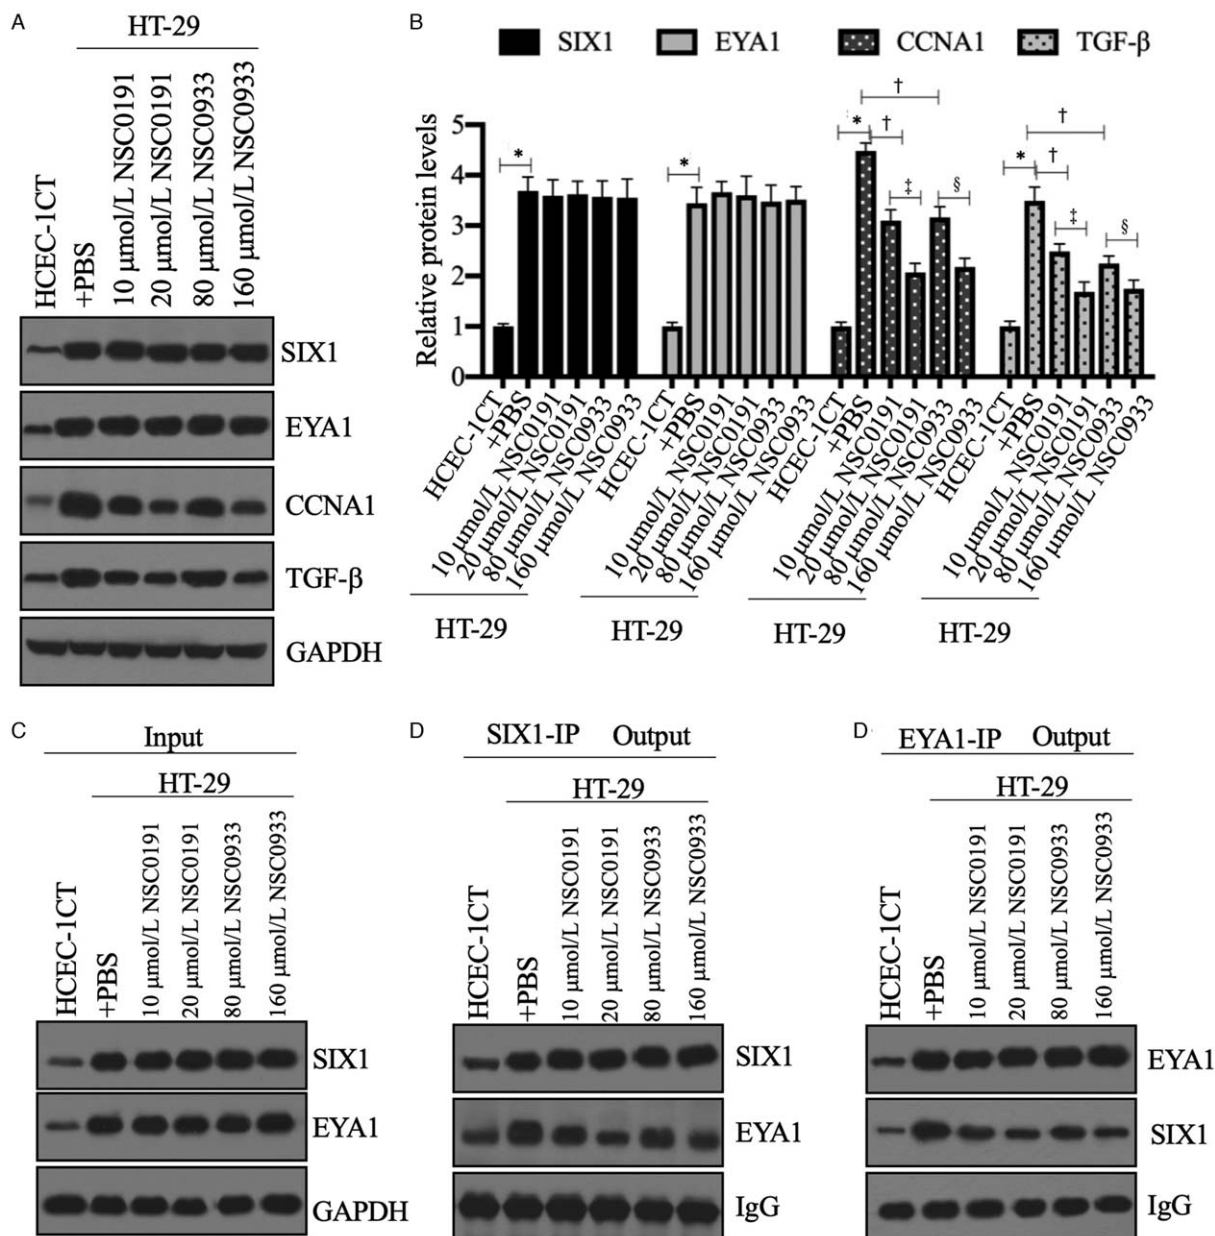 A
HT-29
HCEC-1CT
+PBS
10 µmol/L NSC0191
20 µmol/L NSC0191
80 µmol/L NSC0933
160 µmol/L NSC0933
SIX1
EYA1
CCNA1
TGF-β
GAPDH
B
SIX1 EYA1 CCNA1 TGF-β
Relative protein levels
5
4
3
2
1
0
*
*
*
†
†
‡
§
*
†
†
‡
§
HCEC-1CT
+PBS
10 µmol/L NSC0191
20 µmol/L NSC0191
80 µmol/L NSC0933
160 µmol/L NSC0933
HT-29
HCEC-1CT
+PBS
10 µmol/L NSC0191
20 µmol/L NSC0191
80 µmol/L NSC0933
160 µmol/L NSC0933
HT-29
HCEC-1CT
+PBS
10 µmol/L NSC0191
20 µmol/L NSC0191
80 µmol/L NSC0933
160 µmol/L NSC0933
HT-29
HCEC-1CT
+PBS
10 µmol/L NSC0191
20 µmol/L NSC0191
80 µmol/L NSC0933
160 µmol/L NSC0933
HT-29
C
Input
HT-29
HCEC-1CT
+PBS
10 µmol/L NSC0191
20 µmol/L NSC0191
80 µmol/L NSC0933
160 µmol/L NSC0933
SIX1
EYA1
GAPDH
D
SIX1-IP Output
HT-29
HCEC-1CT
+PBS
10 µmol/L NSC0191
20 µmol/L NSC0191
80 µmol/L NSC0933
160 µmol/L NSC0933
SIX1
EYA1
IgG
D
EYA1-IP Output
HT-29
HCEC-1CT
+PBS
10 µmol/L NSC0191
20 µmol/L NSC0191
80 µmol/L NSC0933
160 µmol/L NSC0933
EYA1
SIX1
IgG